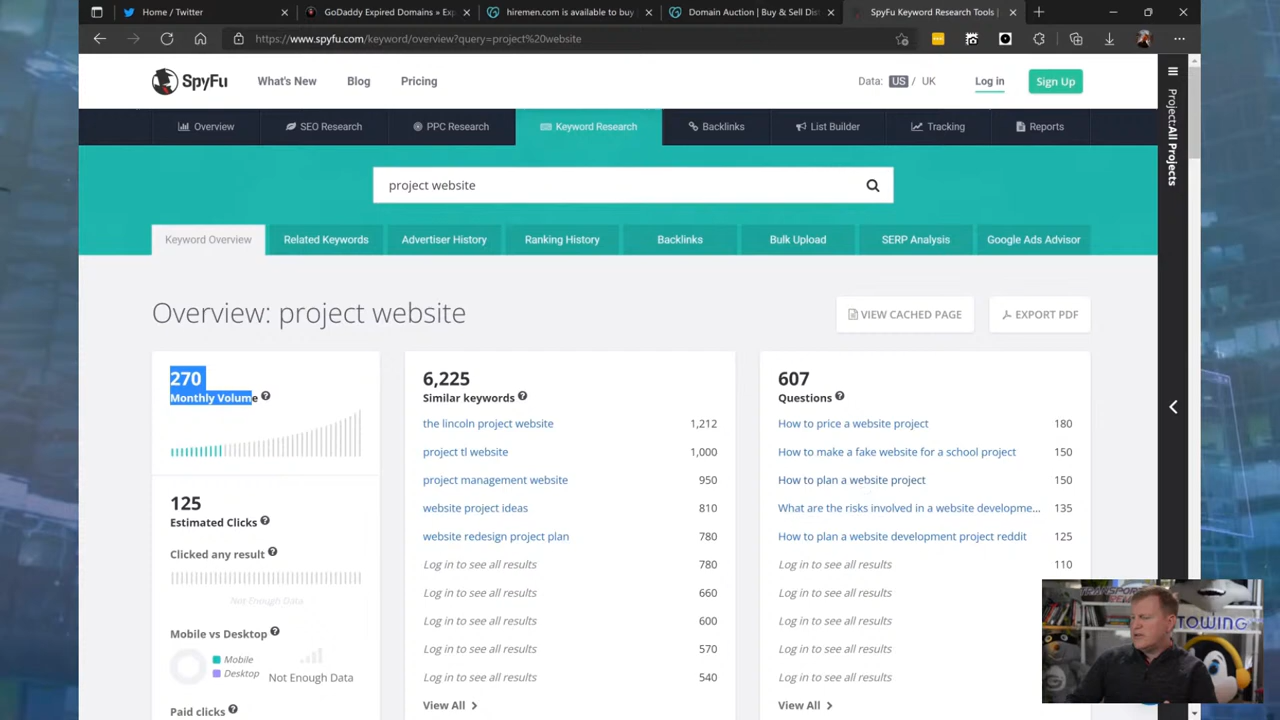 Home / Twitter
GoDaddy Expired Domains » Exp
hiremen.com is available to buy
Domain Auction | Buy & Sell Dist
SpyFu Keyword Research Tools |
https://www.spyfu.com/keyword/overview?query=project%20website
SpyFu
What's New
Blog
Pricing
Data: US / UK
Log in
Sign Up
Overview
SEO Research
PPC Research
Keyword Research
Backlinks
List Builder
Tracking
Reports
Project:All Projects
project website
Keyword Overview
Related Keywords
Advertiser History
Ranking History
Backlinks
Bulk Upload
SERP Analysis
Google Ads Advisor
Overview: project website
VIEW CACHED PAGE
EXPORT PDF
270
Monthly Volume
125
Estimated Clicks
Clicked any result
Not Enough Data
Mobile vs Desktop
Mobile
Desktop
Not Enough Data
Paid clicks
6,225
Similar keywords
the lincoln project website 1,212
project tl website 1,000
project management website 950
website project ideas 810
website redesign project plan 780
Log in to see all results 780
Log in to see all results 660
Log in to see all results 600
Log in to see all results 570
Log in to see all results 540
View All
607
Questions
How to price a website project 180
How to make a fake website for a school project 150
How to plan a website project 150
What are the risks involved in a website developme... 135
How to plan a website development project reddit 125
Log in to see all results 110
Log in to see all results
Log in to see all results
Log in to see all results
Log in to see all results
View All
TOWING